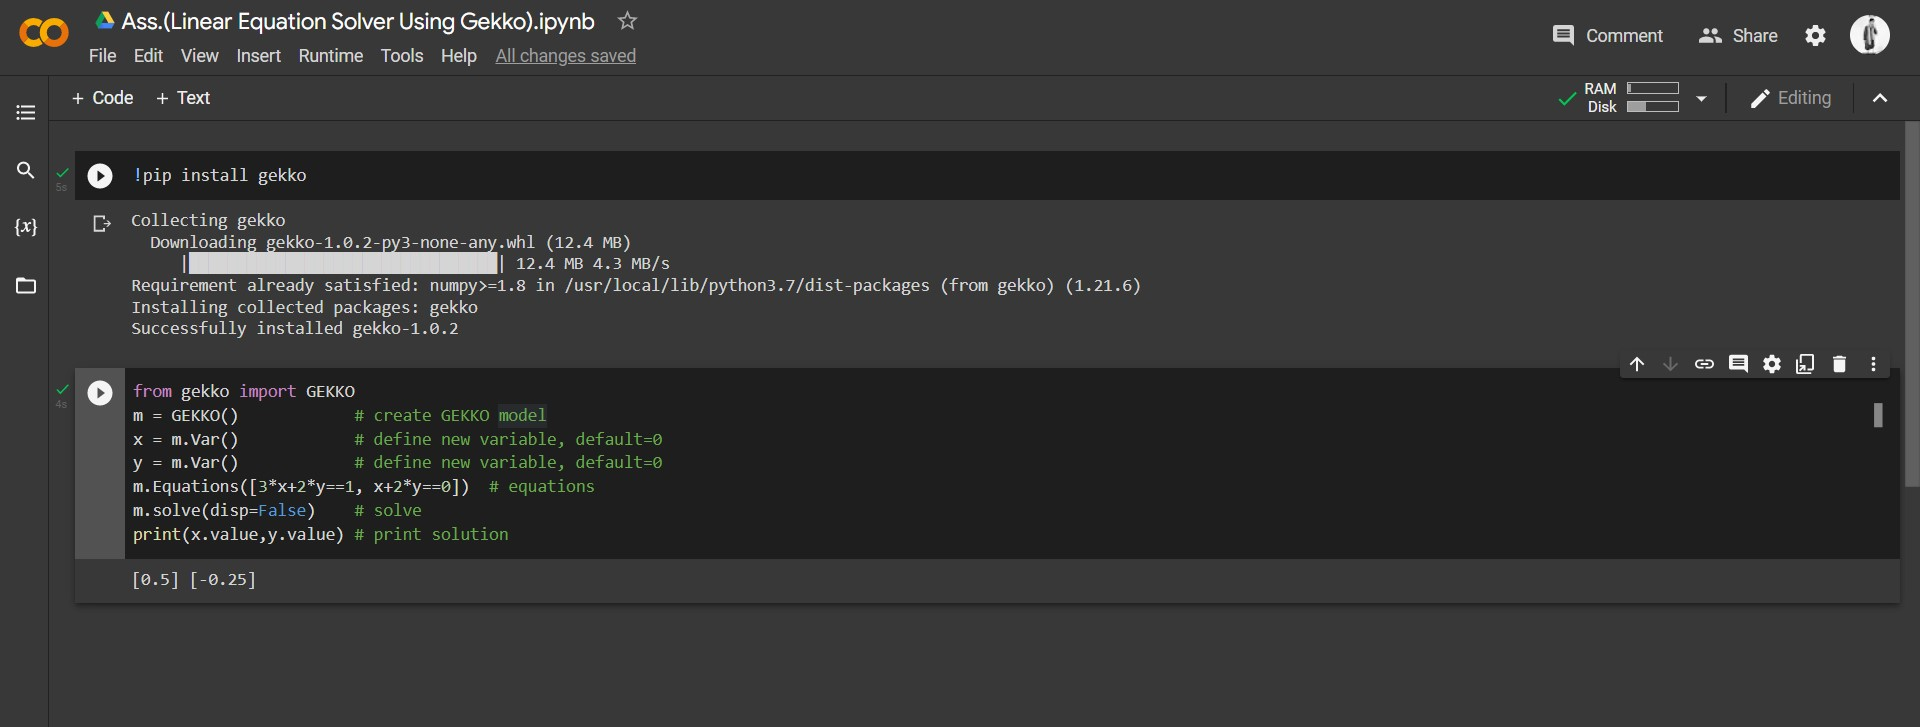 Ass.(Linear Equation Solver Using Gekko).ipynb
File Edit View Insert Runtime Tools Help All changes saved
Comment Share
+ Code + Text
RAM
Disk
Editing
5s
!pip install gekko
Collecting gekko
Downloading gekko-1.0.2-py3-none-any.whl (12.4 MB)
|████████████████████████████████| 12.4 MB 4.3 MB/s
Requirement already satisfied: numpy>=1.8 in /usr/local/lib/python3.7/dist-packages (from gekko) (1.21.6)
Installing collected packages: gekko
Successfully installed gekko-1.0.2
{x}
4s
from gekko import GEKKO
m = GEKKO() # create GEKKO model
x = m.Var() # define new variable, default=0
y = m.Var() # define new variable, default=0
m.Equations([3*x+2*y==1, x+2*y==0]) # equations
m.solve(disp=False) # solve
print(x.value,y.value) # print solution
[0.5] [-0.25]